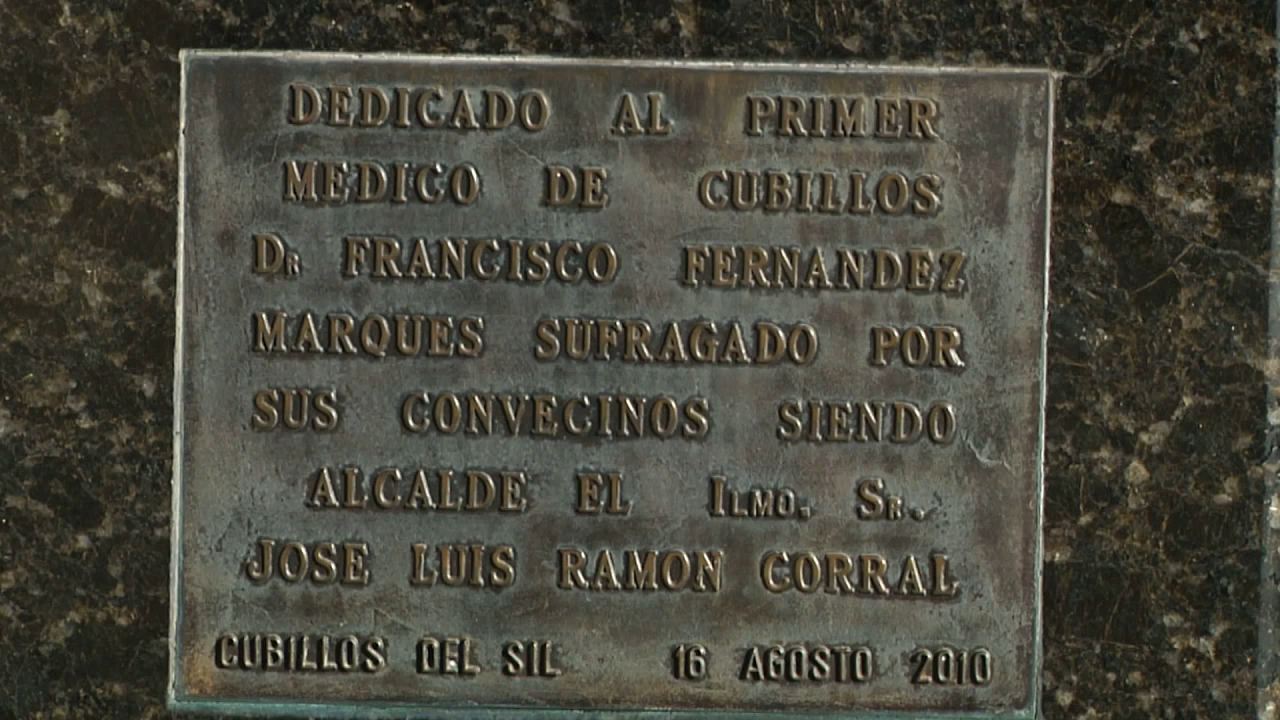 DEDICADO AL PRIMER
MEDICO DE CUBILLOS
DR FRANCISCO FERNANDEZ
MARQUES SUFRAGADO POR
SUS CONVECINOS SIENDO
ALCALDE EL ILMO. SR.
JOSE LUIS RAMON CORRAL
CUBILLOS DEL SIL 16 AGOSTO 2010